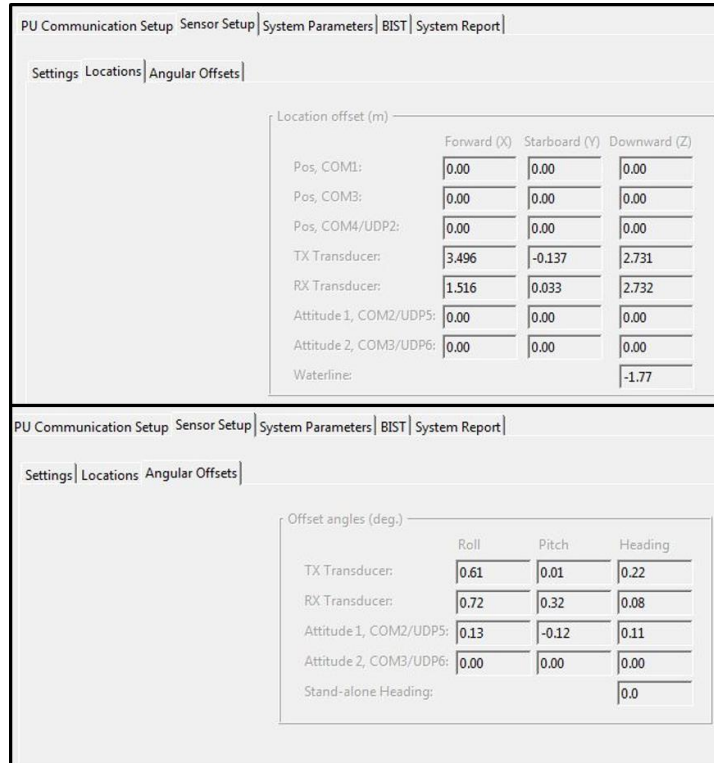 PU Communication Setup Sensor Setup System Parameters BIST System Report
Settings Locations Angular Offsets
Location offset (m)
Forward (X) Starboard (Y) Downward (Z)
Pos, COM1: 0.00 0.00 0.00
Pos, COM3: 0.00 0.00 0.00
Pos, COM4/UDP2: 0.00 0.00 0.00
TX Transducer: 3.496 -0.137 2.731
RX Transducer: 1.516 0.033 2.732
Attitude 1, COM2/UDP5: 0.00 0.00 0.00
Attitude 2, COM3/UDP6: 0.00 0.00 0.00
Waterline: -1.77
PU Communication Setup Sensor Setup System Parameters BIST System Report
Settings Locations Angular Offsets
Offset angles (deg.)
Roll Pitch Heading
TX Transducer: 0.61 0.01 0.22
RX Transducer: 0.72 0.32 0.08
Attitude 1, COM2/UDP5: 0.13 -0.12 0.11
Attitude 2, COM3/UDP6: 0.00 0.00 0.00
Stand-alone Heading: 0.0